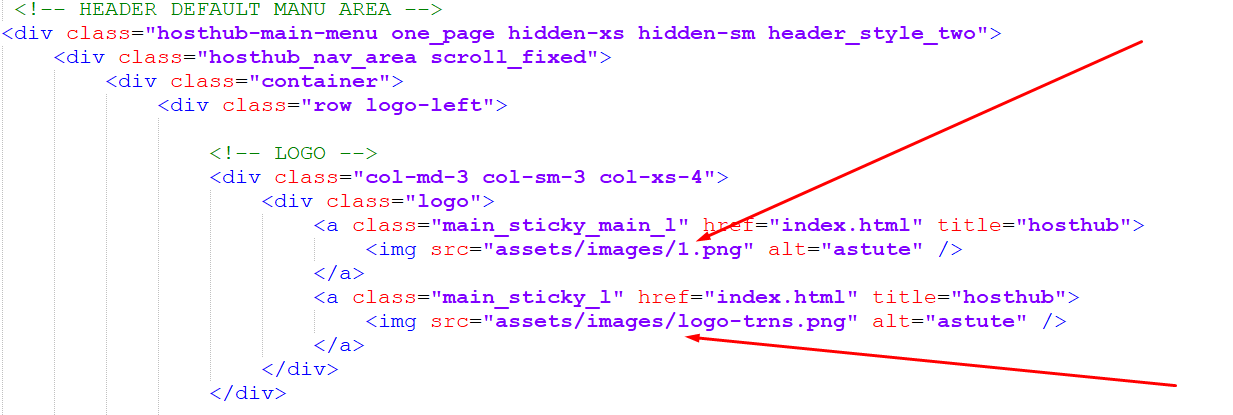 <!-- HEADER DEFAULT MANU AREA -->
<div class="hosthub-main-menu one_page hidden-xs hidden-sm header_style_two">
<div class="hosthub_nav_area scroll_fixed">
<div class="container">
<div class="row logo-left">
<!-- LOGO -->
<div class="col-md-3 col-sm-3 col-xs-4">
<div class="logo">
<a class="main_sticky_main_l" href="index.html" title="hosthub">
<img src="assets/images/1.png" alt="astute" />
</a>
<a class="main_sticky_l" href="index.html" title="hosthub">
<img src="assets/images/logo-trns.png" alt="astute" />
</a>
</div>
</div>